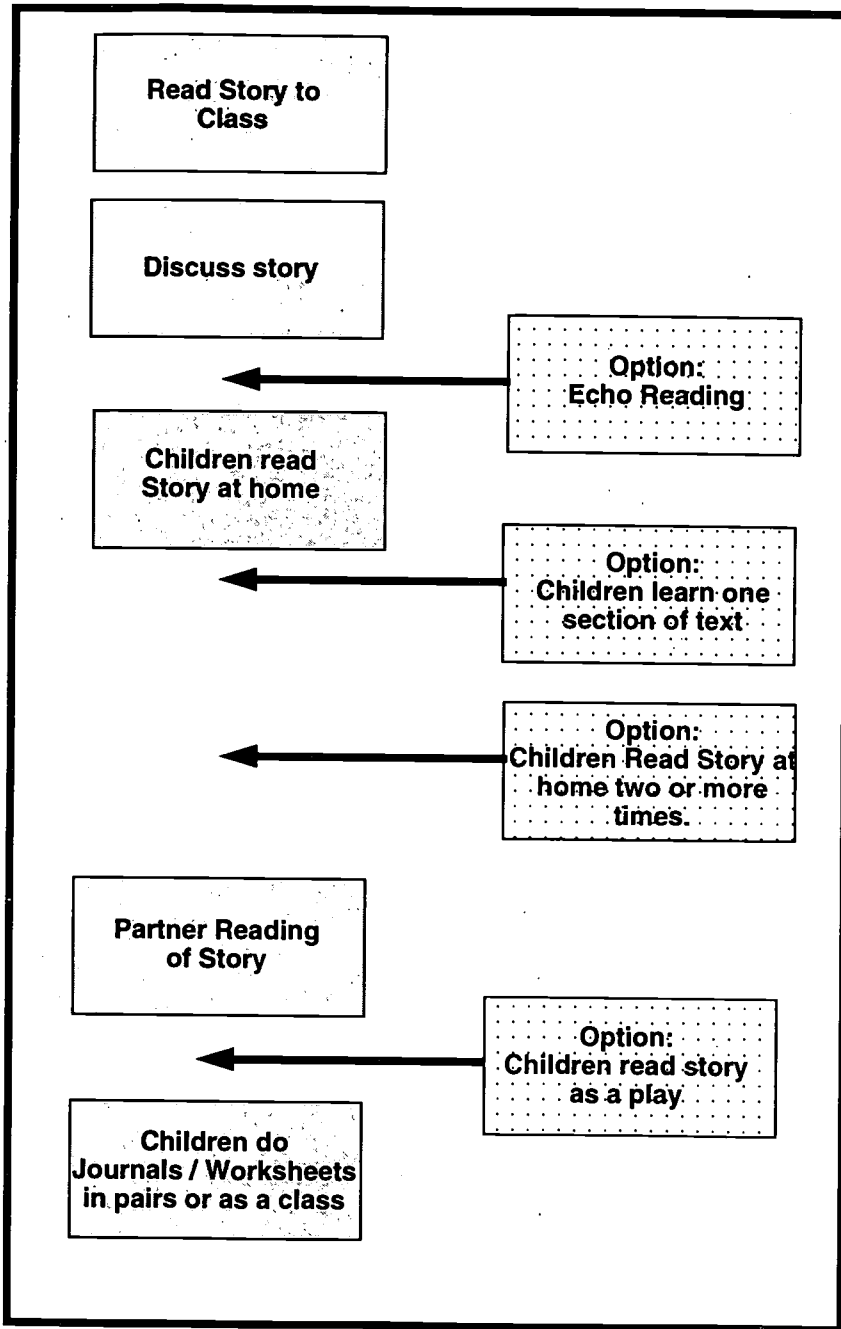 Read Story to
Class
Discuss story
Option:
Echo Reading
Children read
Story at home
Option:
Children learn one
section of text
Option:
Children Read Story at
home two or more
times.
Partner Reading
of Story
Option:
Children read story
as a play
Children do
Journals / Worksheets
in pairs or as a class